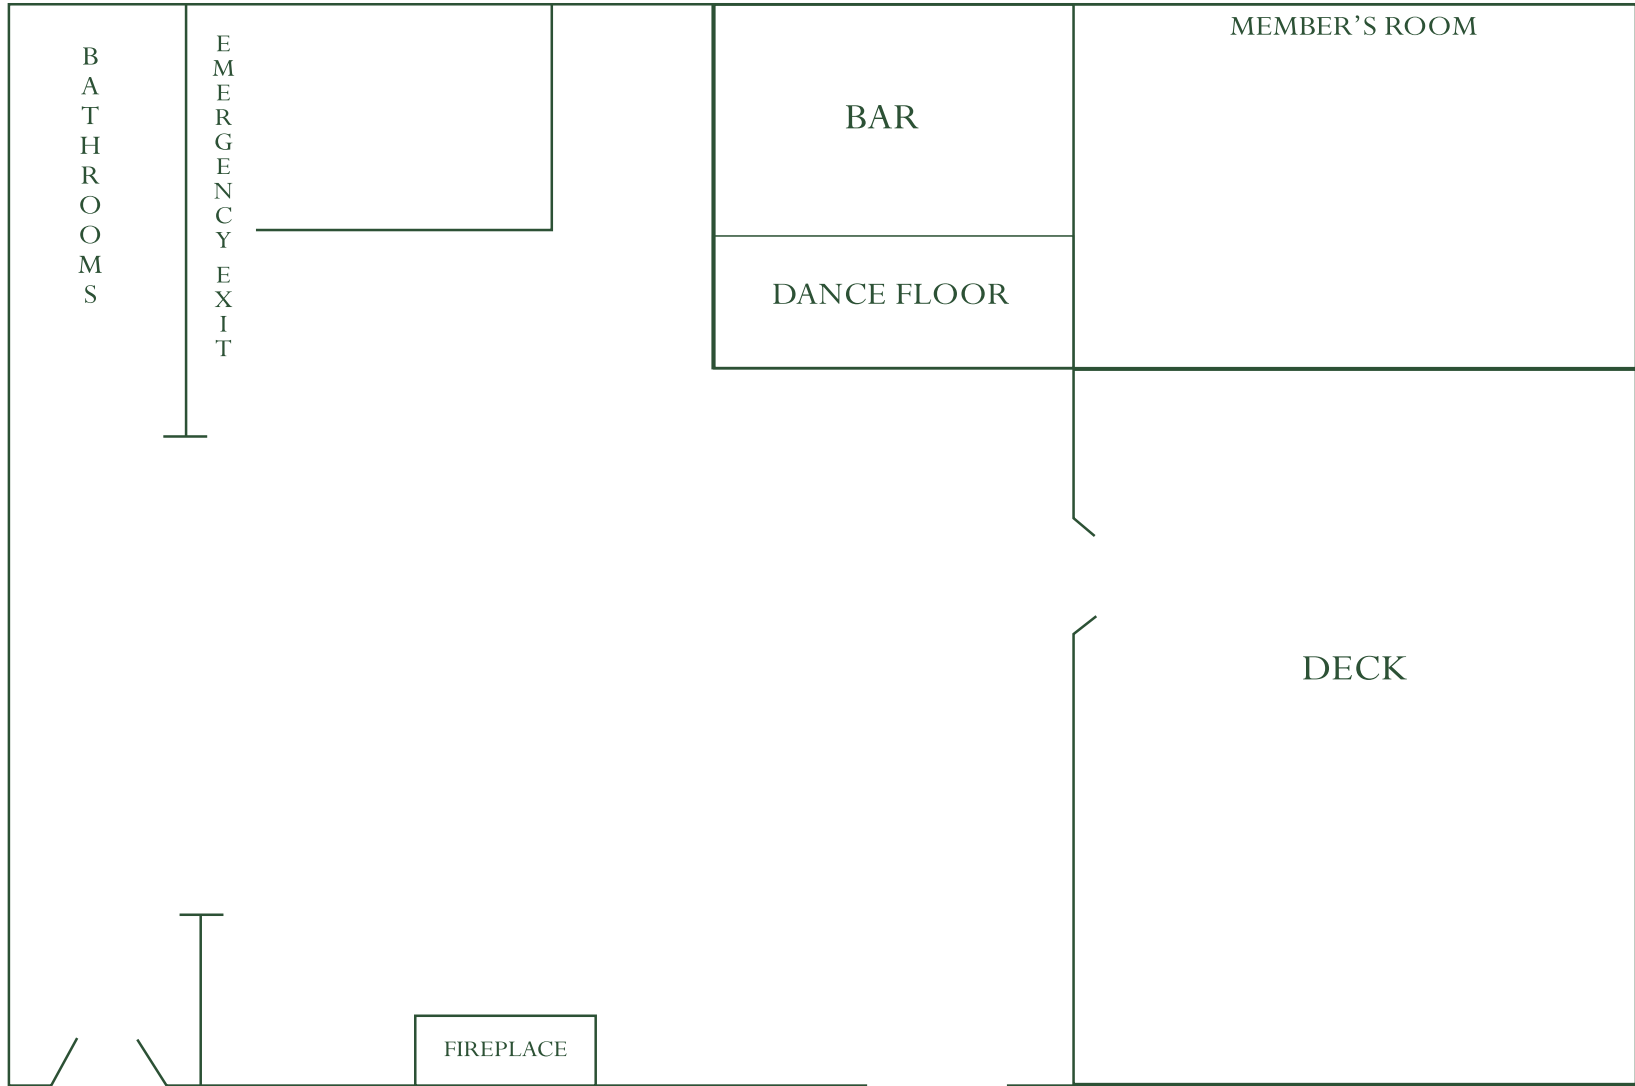 BATHROOMS
EMERGENCY EXIT
BAR
DANCE FLOOR
MEMBER’S ROOM
DECK
FIREPLACE